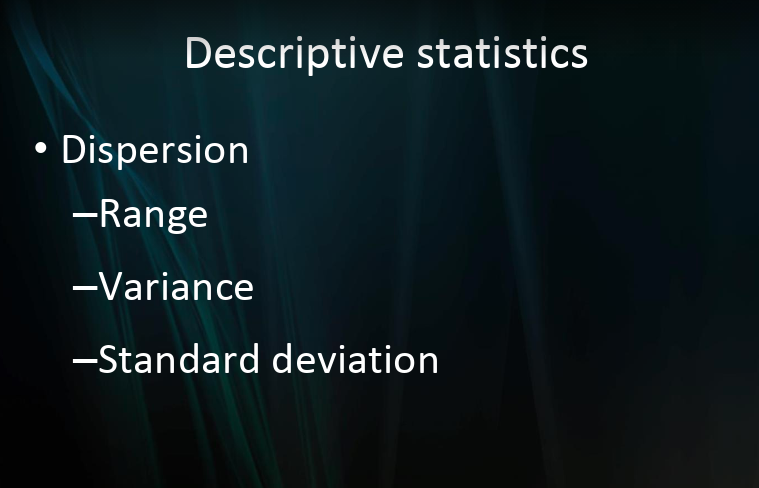 Descriptive statistics
• Dispersion
–Range
–Variance
–Standard deviation